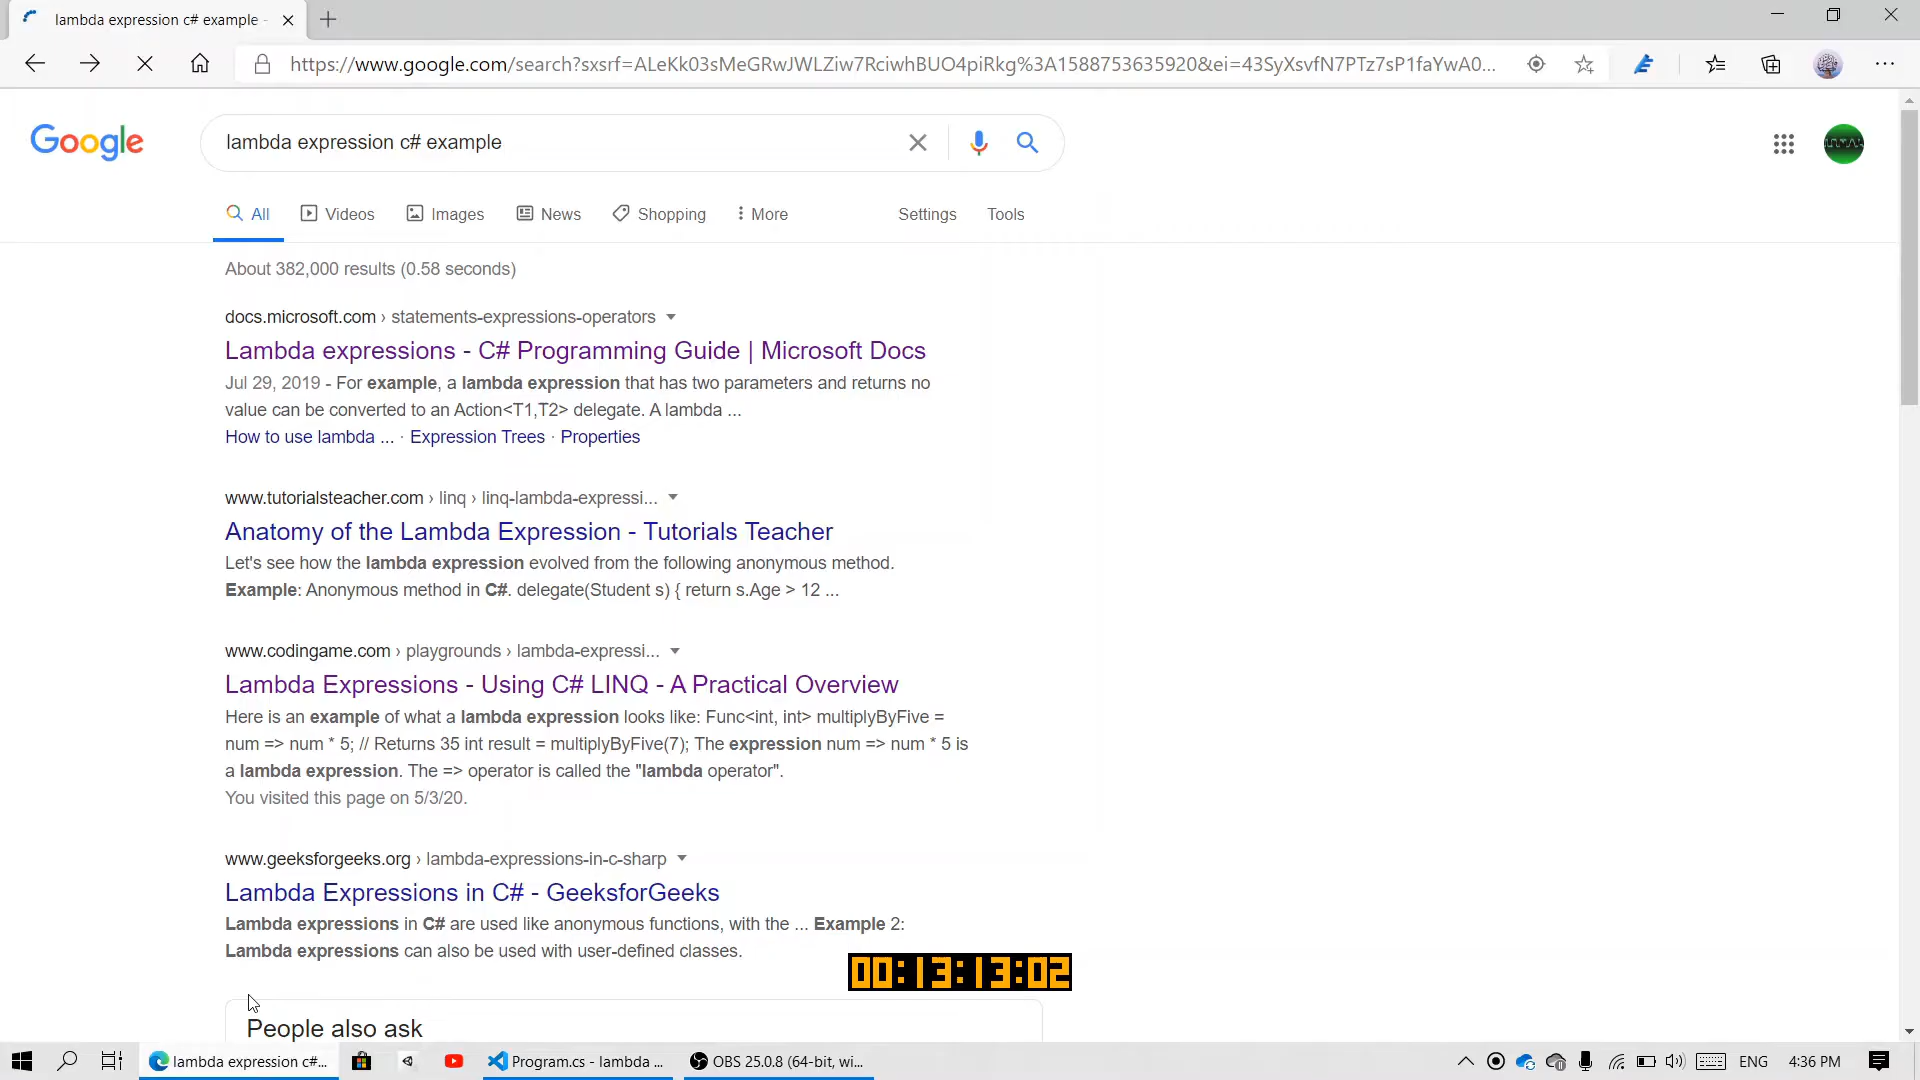 lambda expression c# example -
https://www.google.com/search?sxsrf=ALeKk03sMeGRwJWLZiw7RciwhBUO4piRkg%3A1588753635920&ei=43SyXsvfN7PTz7sP1faYwA0...
Google
lambda expression c# example
All
Videos
Images
News
Shopping
More
Settings
Tools
About 382,000 results (0.58 seconds)
docs.microsoft.com › statements-expressions-operators
Lambda expressions - C# Programming Guide | Microsoft Docs
Jul 29, 2019 - For example, a lambda expression that has two parameters and returns no
value can be converted to an Action<T1,T2> delegate. A lambda ...
How to use lambda ... · Expression Trees · Properties
www.tutorialsteacher.com › linq › linq-lambda-expressi...
Anatomy of the Lambda Expression - Tutorials Teacher
Let's see how the lambda expression evolved from the following anonymous method.
Example: Anonymous method in C#. delegate(Student s) { return s.Age > 12 ...
www.codingame.com › playgrounds › lambda-expressi...
Lambda Expressions - Using C# LINQ - A Practical Overview
Here is an example of what a lambda expression looks like: Func<int, int> multiplyByFive =
num => num * 5; // Returns 35 int result = multiplyByFive(7); The expression num => num * 5 is
a lambda expression. The => operator is called the "lambda operator".
You visited this page on 5/3/20.
www.geeksforgeeks.org › lambda-expressions-in-c-sharp
Lambda Expressions in C# - GeeksforGeeks
Lambda expressions in C# are used like anonymous functions, with the ... Example 2:
Lambda expressions can also be used with user-defined classes.
00:13:13:02
People also ask
lambda expression c#...
Program.cs - lambda ...
OBS 25.0.8 (64-bit, wi...
ENG
4:36 PM